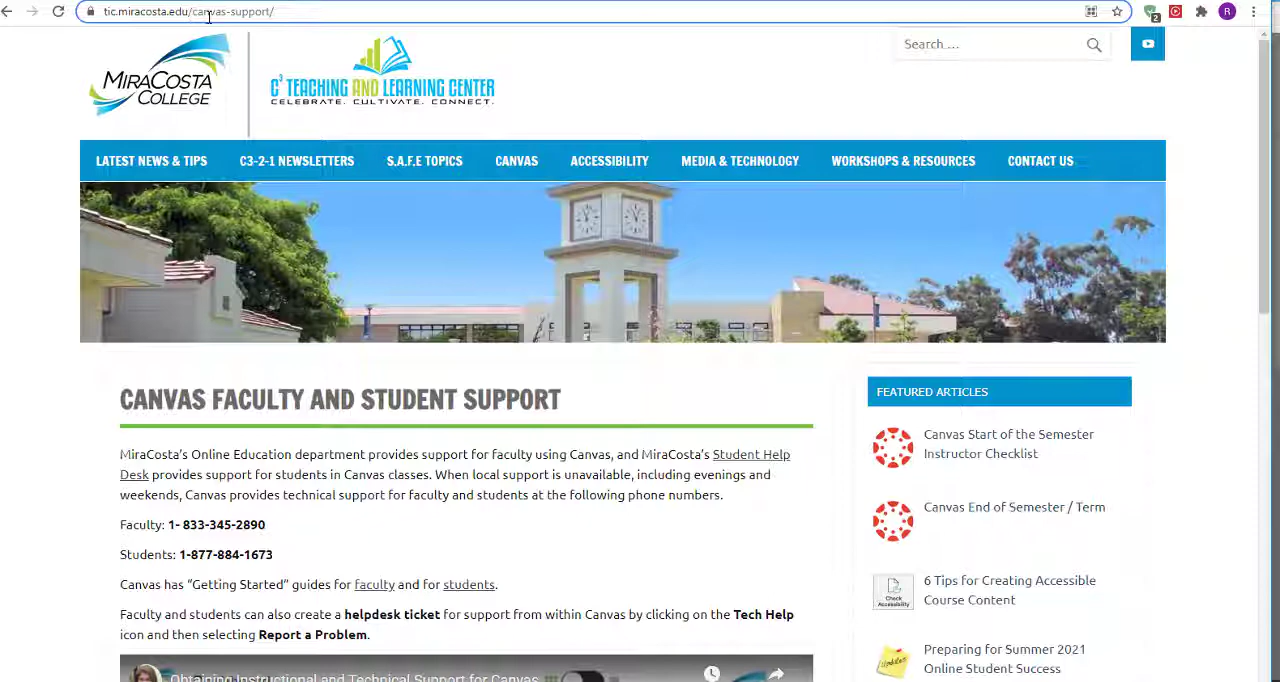 tic.miracosta.edu/canvas-support/
2
R
MIRACOSTA
COLLEGE
C³ TEACHING AND LEARNING CENTER
CELEBRATE. CULTIVATE. CONNECT.
Search....
LATEST NEWS & TIPS
C3-2-1 NEWSLETTERS
S.A.F.E TOPICS
CANVAS
ACCESSIBILITY
MEDIA & TECHNOLOGY
WORKSHOPS & RESOURCES
CONTACT US
CANVAS FACULTY AND STUDENT SUPPORT
MiraCosta's Online Education department provides support for faculty using Canvas, and MiraCosta's Student Help
Desk provides support for students in Canvas classes. When local support is unavailable, including evenings and
weekends, Canvas provides technical support for faculty and students at the following phone numbers.
Faculty: 1- 833-345-2890
Students: 1-877-884-1673
Canvas has "Getting Started" guides for faculty and for students.
Faculty and students can also create a helpdesk ticket for support from within Canvas by clicking on the Tech Help
icon and then selecting Report a Problem.
Obtaining Instructional and Technical Support for Canvas
FEATURED ARTICLES
Canvas Start of the Semester
Instructor Checklist
Canvas End of Semester / Term
Check
Accessibility
6 Tips for Creating Accessible
Course Content
Updates
Preparing for Summer 2021
Online Student Success